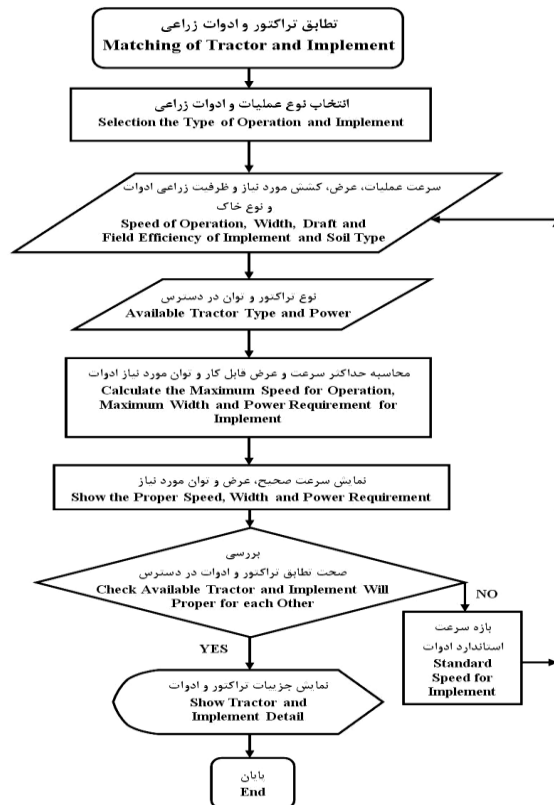 تطابق تراکتور و ادوات زراعی
Matching of Tractor and Implement
انتخاب نوع عملیات و ادوات زراعی
Selection the Type of Operation and Implement
سرعت عملیات، عرض، کشش مورد نیاز و ظرفیت زراعی ادوات
و نوع خاک
Speed of Operation, Width, Draft and
Field Efficiency of Implement and Soil Type
نوع تراکتور و توان در دسترس
Available Tractor Type and Power
محاسبه حداکثر سرعت و عرض قابل کار و توان مورد نیاز ادوات
Calculate the Maximum Speed for Operation,
Maximum Width and Power Requirement for
Implement
نمایش سرعت صحیح، عرض و توان مورد نیاز
Show the Proper Speed, Width and Power Requirement
بررسی
صحت تطابق تراکتور و ادوات در دسترس
Check Available Tractor and Implement Will
Proper for each Other
NO
YES
بازه سرعت
استاندارد ادوات
Standard
Speed for
Implement
نمایش جزییات تراکتور و ادوات
Show Tractor and
Implement Detail
پایان
End